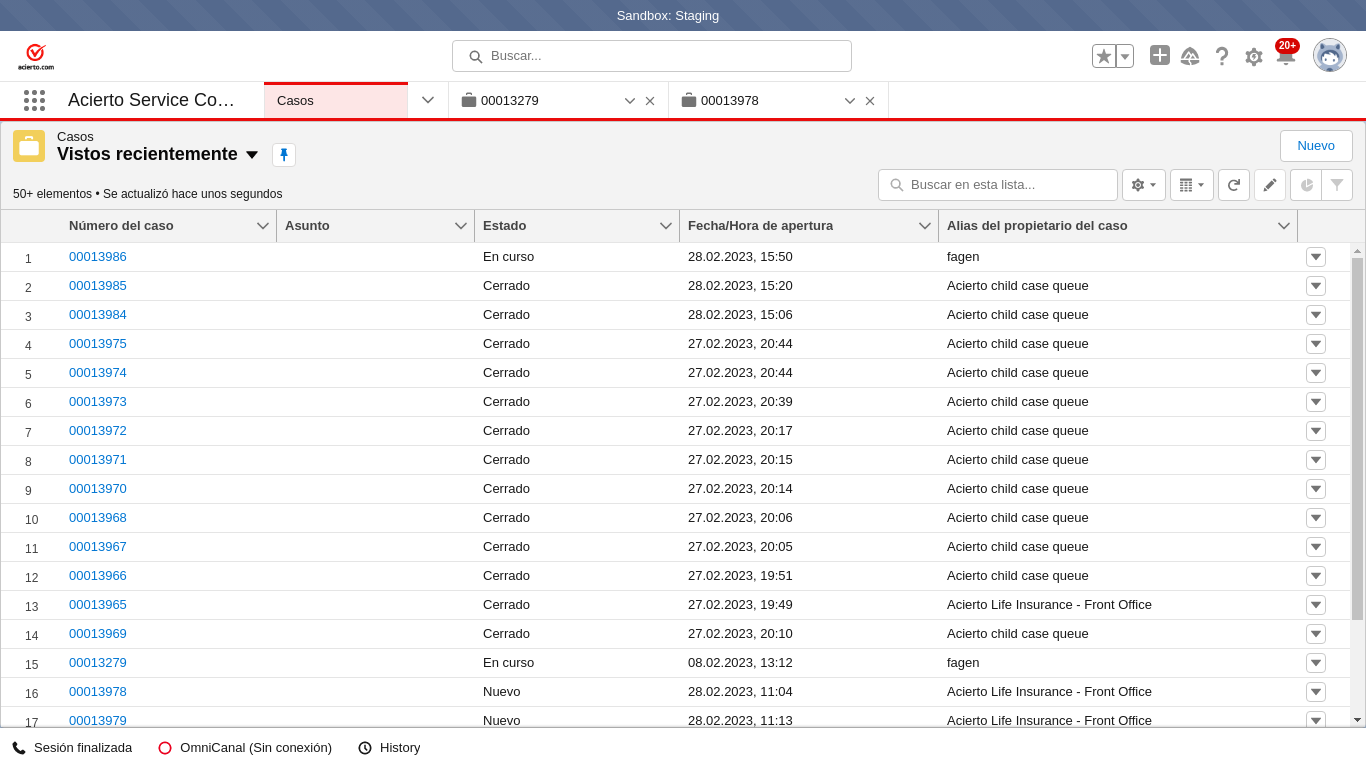 Sandbox: Staging
acierto.com
Buscar...
20+
Acierto Service Co…
Casos
00013279
00013978
Casos
Vistos recientemente
Nuevo
50+ elementos • Se actualizó hace unos segundos
Buscar en esta lista...
Número del caso Asunto Estado Fecha/Hora de apertura Alias del propietario del caso
1 00013986 En curso 28.02.2023, 15:50 fagen
2 00013985 Cerrado 28.02.2023, 15:20 Acierto child case queue
3 00013984 Cerrado 28.02.2023, 15:06 Acierto child case queue
4 00013975 Cerrado 27.02.2023, 20:44 Acierto child case queue
5 00013974 Cerrado 27.02.2023, 20:44 Acierto child case queue
6 00013973 Cerrado 27.02.2023, 20:39 Acierto child case queue
7 00013972 Cerrado 27.02.2023, 20:17 Acierto child case queue
8 00013971 Cerrado 27.02.2023, 20:15 Acierto child case queue
9 00013970 Cerrado 27.02.2023, 20:14 Acierto child case queue
10 00013968 Cerrado 27.02.2023, 20:06 Acierto child case queue
11 00013967 Cerrado 27.02.2023, 20:05 Acierto child case queue
12 00013966 Cerrado 27.02.2023, 19:51 Acierto child case queue
13 00013965 Cerrado 27.02.2023, 19:49 Acierto Life Insurance - Front Office
14 00013969 Cerrado 27.02.2023, 20:10 Acierto child case queue
15 00013279 En curso 08.02.2023, 13:12 fagen
16 00013978 Nuevo 28.02.2023, 11:04 Acierto Life Insurance - Front Office
17 00013979 Nuevo 28.02.2023, 11:13 Acierto Life Insurance - Front Office
Sesión finalizada
OmniCanal (Sin conexión)
History